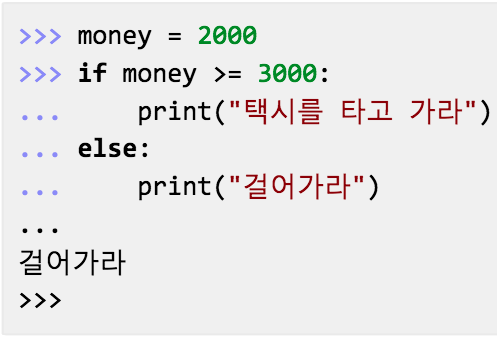 >>> money = 2000
>>> if money >= 3000:
...     print("택시를 타고 가라")
... else:
...     print("걸어가라")
...
걸어가라
>>>